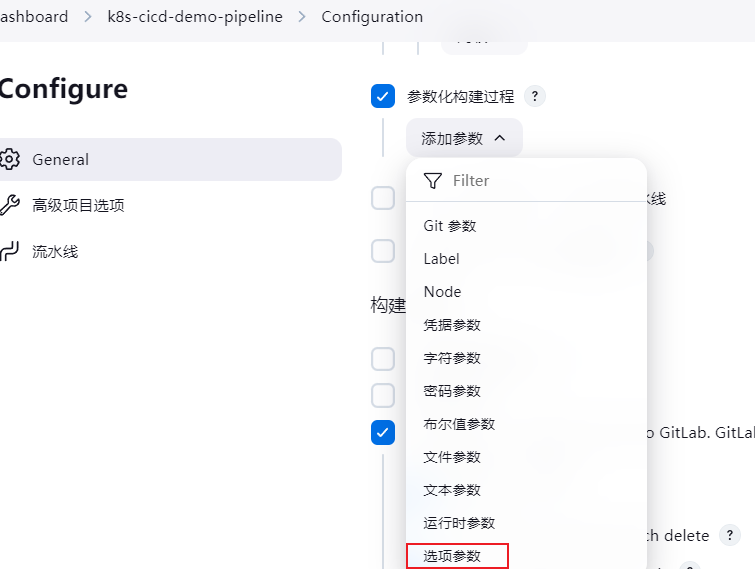 ashboard > k8s-cicd-demo-pipeline > Configuration
Configure
General
高级项目选项
流水线
参数化构建过程 ?
添加参数
Filter
Git 参数
Label
Node
凭据参数
字符参数
密码参数
布尔值参数
文件参数
文本参数
运行时参数
选项参数
线
构建
o GitLab. GitLal
ch delete ?
?